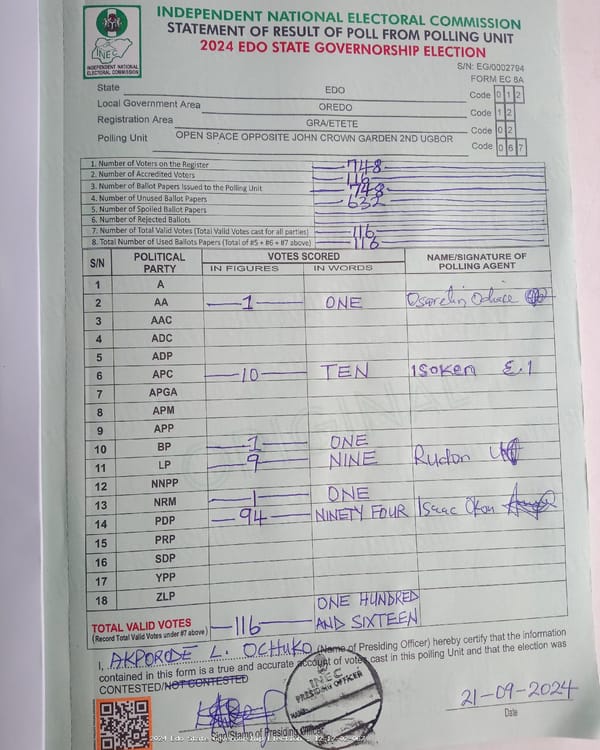 INDEPENDENT NATIONAL ELECTORAL COMMISSION
STATEMENT OF RESULT OF POLL FROM POLLING UNIT
2024 EDO STATE GOVERNORSHIP ELECTION
INEC
INDEPENDENT NATIONAL
ELECTORAL COMMISSION
S/N: EG/0002794
FORM EC 8A
State EDO Code 0 1 2
Local Government Area OREDO Code 1 2
Registration Area GRA/ETETE Code 0 2
Polling Unit OPEN SPACE OPPOSITE JOHN CROWN GARDEN 2ND UGBOR Code 0 6 7
1. Number of Voters on the Register 748
2. Number of Accredited Voters 116
3. Number of Ballot Papers Issued to the Polling Unit 748
4. Number of Unused Ballot Papers 632
5. Number of Spoiled Ballot Papers
6. Number of Rejected Ballots
7. Number of Total Valid Votes (Total Valid Votes cast for all parties) 116
8. Total Number of Used Ballots Papers (Total of #5 + #6 + #7 above) 116
S/N POLITICAL PARTY VOTES SCORED NAME/SIGNATURE OF POLLING AGENT
IN FIGURES IN WORDS
1 A
2 AA 1 ONE
3 AAC
4 ADC
5 ADP
6 APC 10 TEN Isoken E.1
7 APGA
8 APM
9 APP
10 BP 1 ONE
11 LP 9 NINE
12 NNPP
13 NRM 1 ONE
14 PDP 94 NINETY FOUR Isaac Okon
15 PRP
16 SDP
17 YPP
18 ZLP
TOTAL VALID VOTES 116 ONE HUNDRED AND SIXTEEN
(Record Total Valid Votes under #7 above)
I, AKPORODE L. OCHUKO (Name of Presiding Officer) hereby certify that the information
contained in this form is a true and accurate account of votes cast in this polling Unit and that the election was
CONTESTED/NOT CONTESTED
INEC
PRESIDING OFFICER
21-09-2024
Sign/Stamp of Presiding Officer
Date